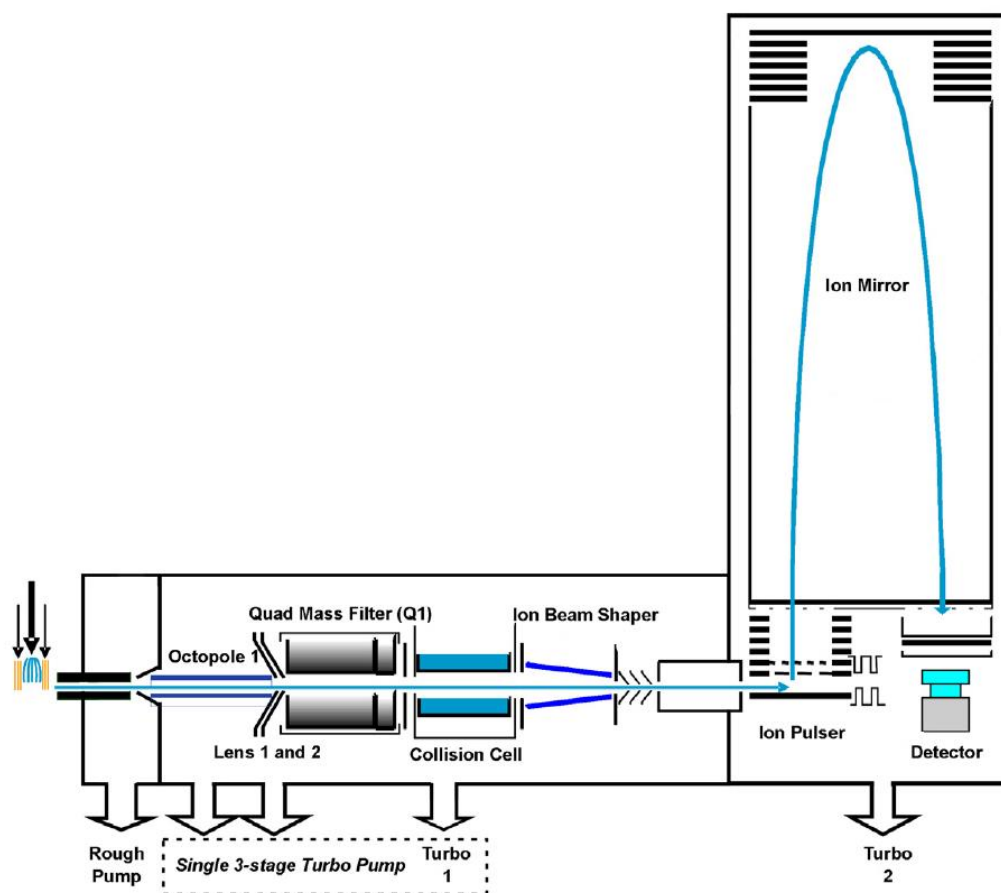 Ion Mirror
Quad Mass Filter (Q1)
Ion Beam Shaper
Octopole 1
Lens 1 and 2
Collision Cell
Ion Pulser
Detector
Rough
Pump
Single 3-stage Turbo Pump
Turbo
1
Turbo
2